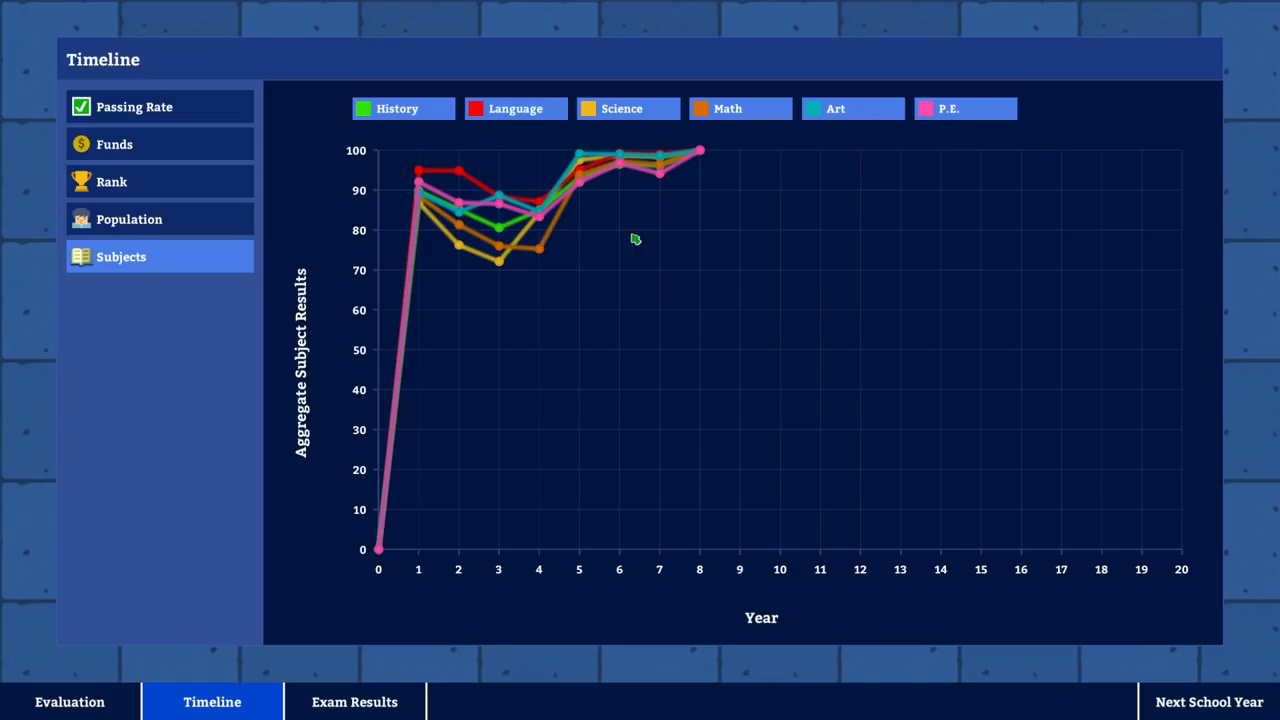 Timeline
Passing Rate
Funds
Rank
Population
Subjects
History Language Science Math Art P.E.
100
90
80
70
60
50
40
30
20
10
0
Aggregate Subject Results
0 1 2 3 4 5 6 7 8 9 10 11 12 13 14 15 16 17 18 19 20
Year
Evaluation Timeline Exam Results Next School Year